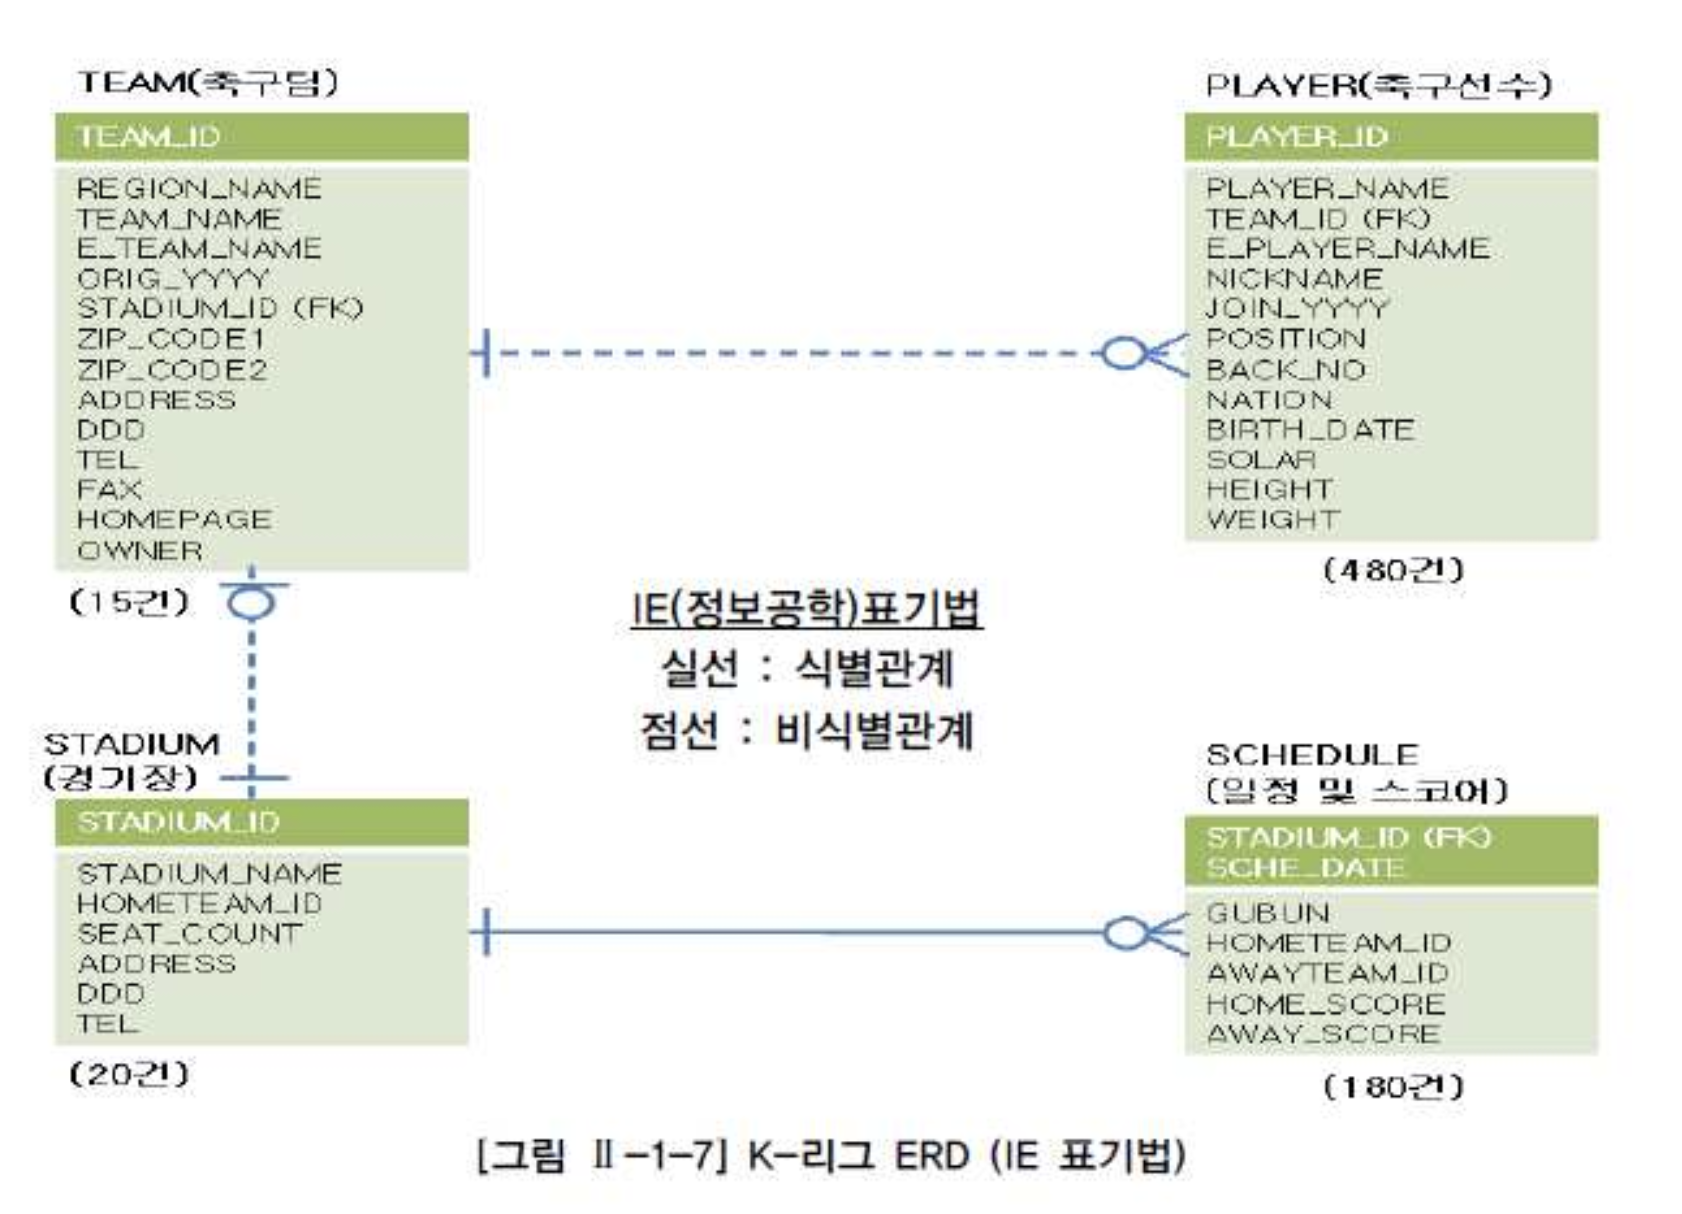 TEAM(축구팀)
TEAM_ID
REGION_NAME
TEAM_NAME
E_TEAM_NAME
ORIG_YYYY
STADIUM_ID (FK)
ZIP_CODE1
ZIP_CODE2
ADDRESS
DDD
TEL
FAX
HOMEPAGE
OWNER
(15건)
PLAYER(축구선수)
PLAYER_ID
PLAYER_NAME
TEAM_ID (FK)
E_PLAYER_NAME
NICKNAME
JOIN_YYYY
POSITION
BACK_NO
NATION
BIRTH_DATE
SOLAR
HEIGHT
WEIGHT
(480건)
IE(정보공학)표기법
실선 : 식별관계
점선 : 비식별관계
STADIUM
(경기장)
STADIUM_ID
STADIUM_NAME
HOMETEAM_ID
SEAT_COUNT
ADDRESS
DDD
TEL
(20건)
SCHEDULE
(일정 및 스코어)
STADIUM_ID (FK)
SCHE_DATE
GUBUN
HOMETEAM_ID
AWAYTEAM_ID
HOME_SCORE
AWAY_SCORE
(180건)
[그림 Ⅱ-1-7] K-리그 ERD (IE 표기법)